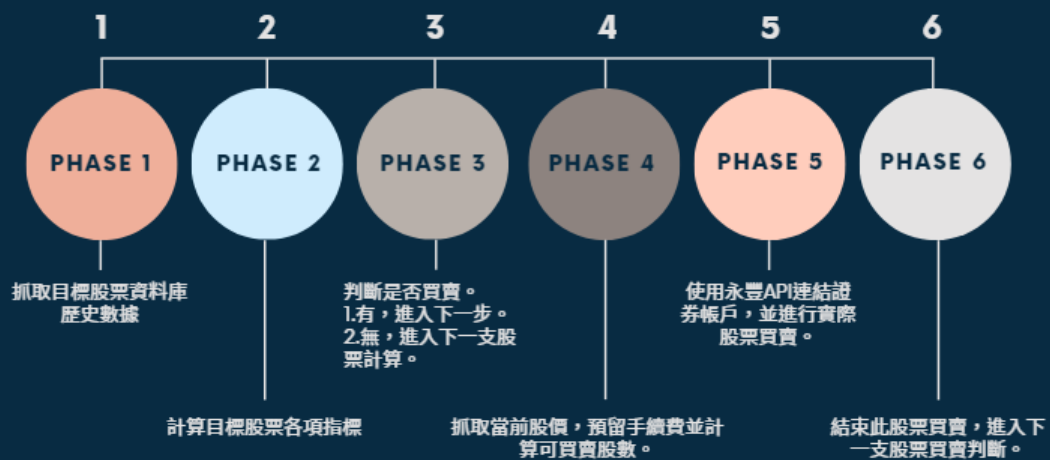 1
2
3
4
5
6
PHASE 1
PHASE 2
PHASE 3
PHASE 4
PHASE 5
PHASE 6
抓取目標股票資料庫
歷史數據
判斷是否買賣。
1.有，進入下一步。
2.無，進入下一支股
票計算。
使用永豐API連結證
券帳戶，並進行實際
股票買賣。
計算目標股票各項指標
抓取當前股價，預留手續費並計
算可買賣股數。
結束此股票買賣，進入下
一支股票買賣判斷。